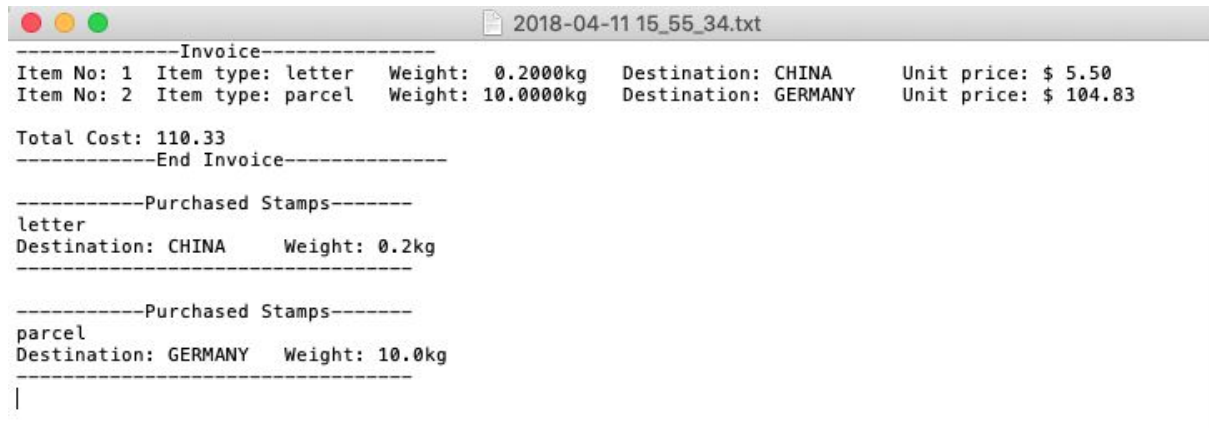 2018-04-11 15_55_34.txt
--------------Invoice---------------
Item No: 1  Item type: letter   Weight:  0.2000kg   Destination: CHINA      Unit price: $ 5.50
Item No: 2  Item type: parcel   Weight: 10.0000kg   Destination: GERMANY    Unit price: $ 104.83
Total Cost: 110.33
------------End Invoice--------------
-----------Purchased Stamps-------
letter
Destination: CHINA     Weight: 0.2kg
----------------------------------
-----------Purchased Stamps-------
parcel
Destination: GERMANY   Weight: 10.0kg
----------------------------------